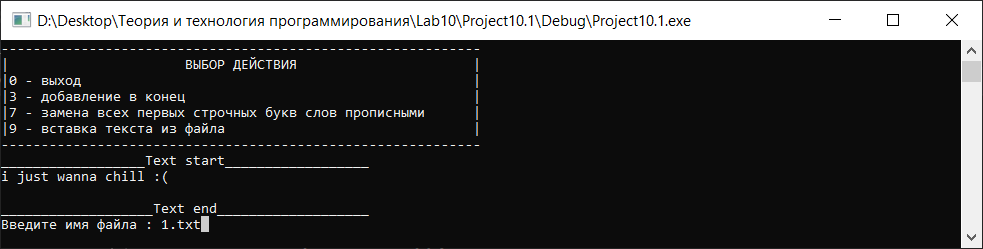 D:\Desktop\Теория и технология программирования\Lab10\Project10.1\Debug\Project10.1.exe
------------------------------------------------------------
|                      ВЫБОР ДЕЙСТВИЯ                      |
|0 - выход                                                 |
|3 - добавление в конец                                    |
|7 - замена всех первых строчных букв слов прописными      |
|9 - вставка текста из файла                               |
------------------------------------------------------------
__________________Text start__________________
i just wanna chill :(
___________________Text end___________________
Введите имя файла : 1.txt